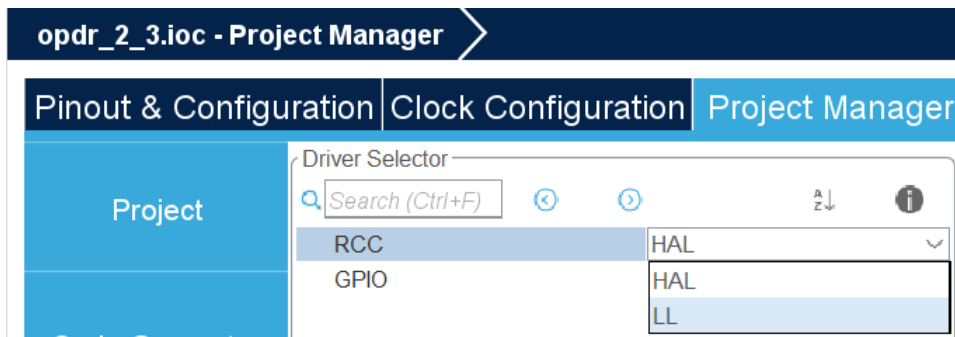 opdr_2_3.ioc - Project Manager
Pinout & Configuration Clock Configuration Project Manager
Driver Selector
Project
Search (Ctrl+F)
RCC HAL
GPIO HAL
LL